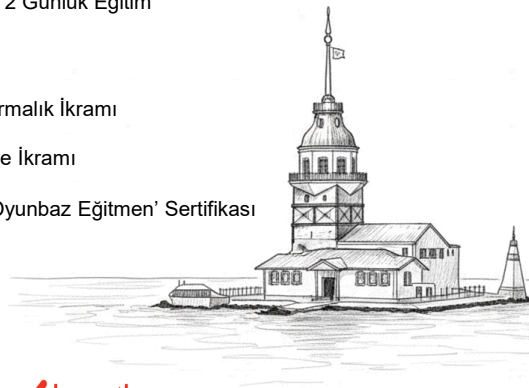 2 Günlük Eğitim
rmalık İkramı
e İkramı
Oyunbaz Eğitmen’ Sertifikası